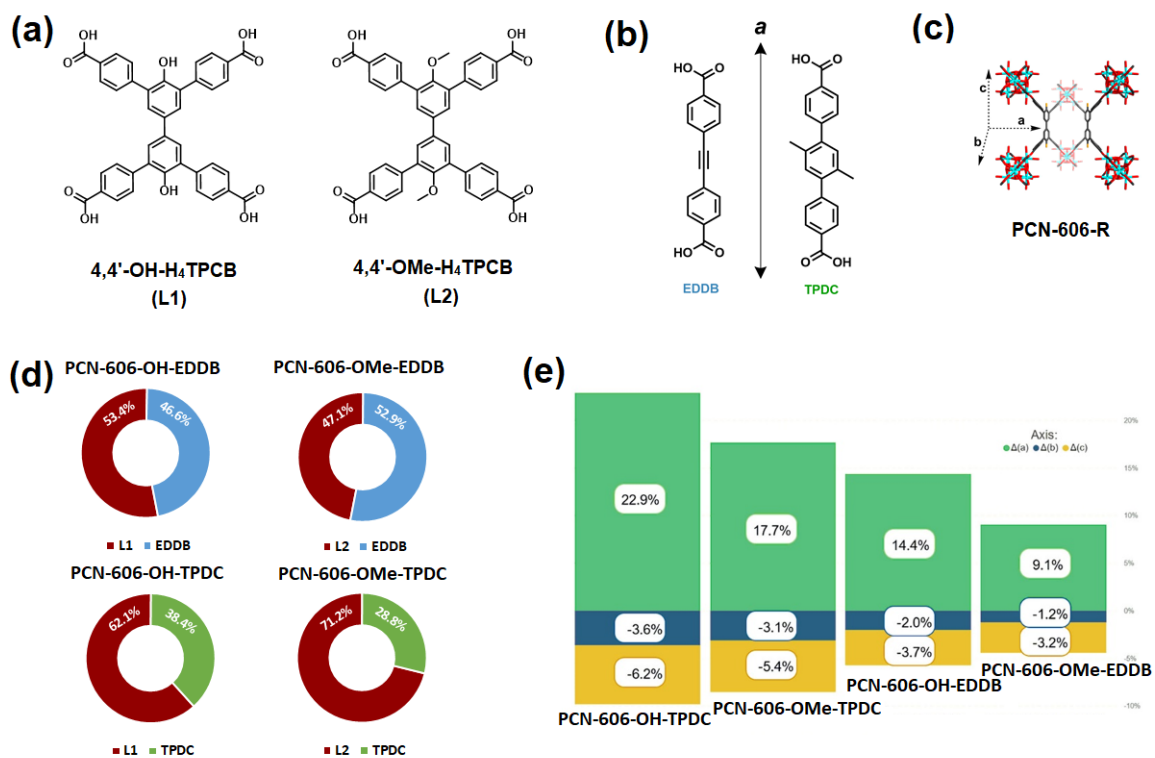 (a)
OH
O
OH
OH
O
O
OH
OH
O
4,4'-OH-H₄TPCB
(L1)
OH
O
O
OH
O
O
OH
O
O
OH
4,4'-OMe-H₄TPCB
(L2)
(b)
a
HO
O
HO
O
EDDB
HO
O
O
OH
TPDC
(c)
c
a
b
PCN-606-R
(d)
PCN-606-OH-EDDB
53.4%
46.6%
L1
EDDB
PCN-606-OMe-EDDB
47.1%
52.9%
L2
EDDB
PCN-606-OH-TPDC
62.1%
38.4%
L1
TPDC
PCN-606-OMe-TPDC
71.2%
28.8%
L2
TPDC
(e)
20%
Axis:
Δ(a) Δ(b) Δ(c)
15%
10%
5%
0%
-5%
-10%
22.9%
17.7%
14.4%
9.1%
-3.6%
-3.1%
-2.0%
-1.2%
-6.2%
-5.4%
-3.7%
-3.2%
PCN-606-OH-TPDC
PCN-606-OMe-TPDC
PCN-606-OH-EDDB
PCN-606-OMe-EDDB